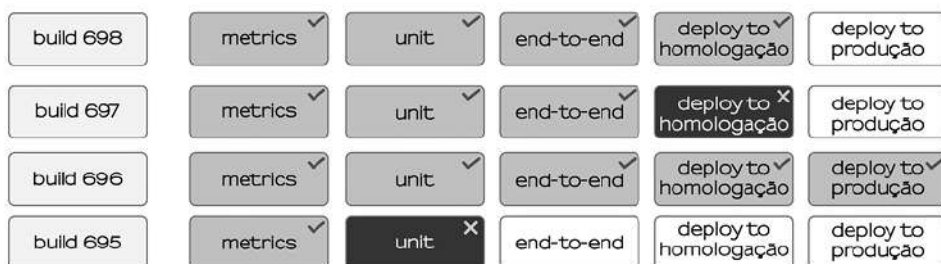 build 698 metrics unit end-to-end deploy to homologação deploy to produção
build 697 metrics unit end-to-end deploy to homologação deploy to produção
build 696 metrics unit end-to-end deploy to homologação deploy to produção
build 695 metrics unit end-to-end deploy to homologação deploy to produção